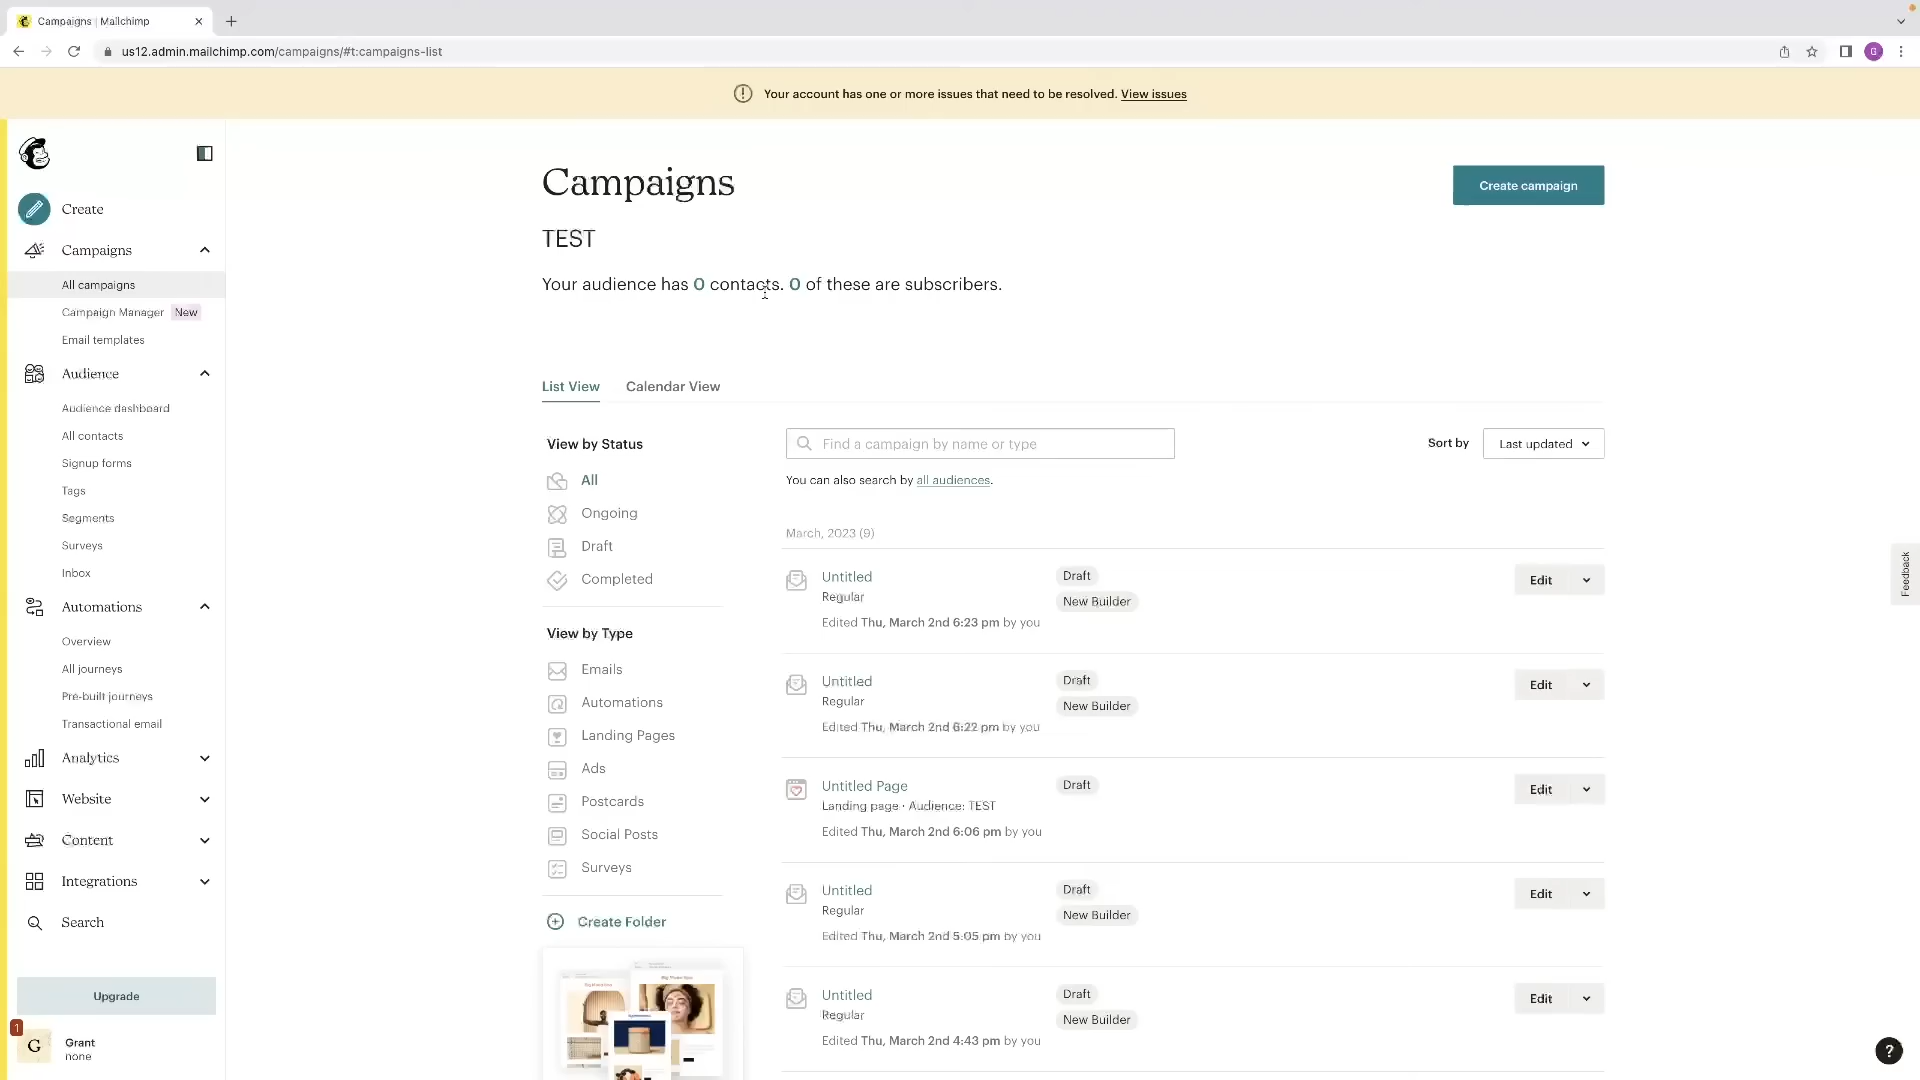 Campaigns | Mailchimp
us12.admin.mailchimp.com/campaigns/#t:campaigns-list
G
Your account has one or more issues that need to be resolved. View issues
Create
Campaigns
All campaigns
Campaign Manager New
Email templates
Audience
Audience dashboard
All contacts
Signup forms
Tags
Segments
Surveys
Inbox
Automations
Overview
All journeys
Pre-built journeys
Transactional email
Analytics
Website
Content
Integrations
Search
Upgrade
1
G
Grant
none
Campaigns
Create campaign
TEST
Your audience has 0 contacts. 0 of these are subscribers.
List View Calendar View
View by Status
All
Ongoing
Draft
Completed
View by Type
Emails
Automations
Landing Pages
Ads
Postcards
Social Posts
Surveys
Create Folder
Find a campaign by name or type
Sort by Last updated
You can also search by all audiences.
March, 2023 (9)
Untitled Draft Edit
Regular New Builder
Edited Thu, March 2nd 6:23 pm by you
Untitled Draft Edit
Regular New Builder
Edited Thu, March 2nd 6:22 pm by you
Untitled Page Draft Edit
Landing page · Audience: TEST
Edited Thu, March 2nd 6:06 pm by you
Untitled Draft Edit
Regular New Builder
Edited Thu, March 2nd 5:05 pm by you
Untitled Draft Edit
Regular New Builder
Edited Thu, March 2nd 4:43 pm by you
Feedback
?